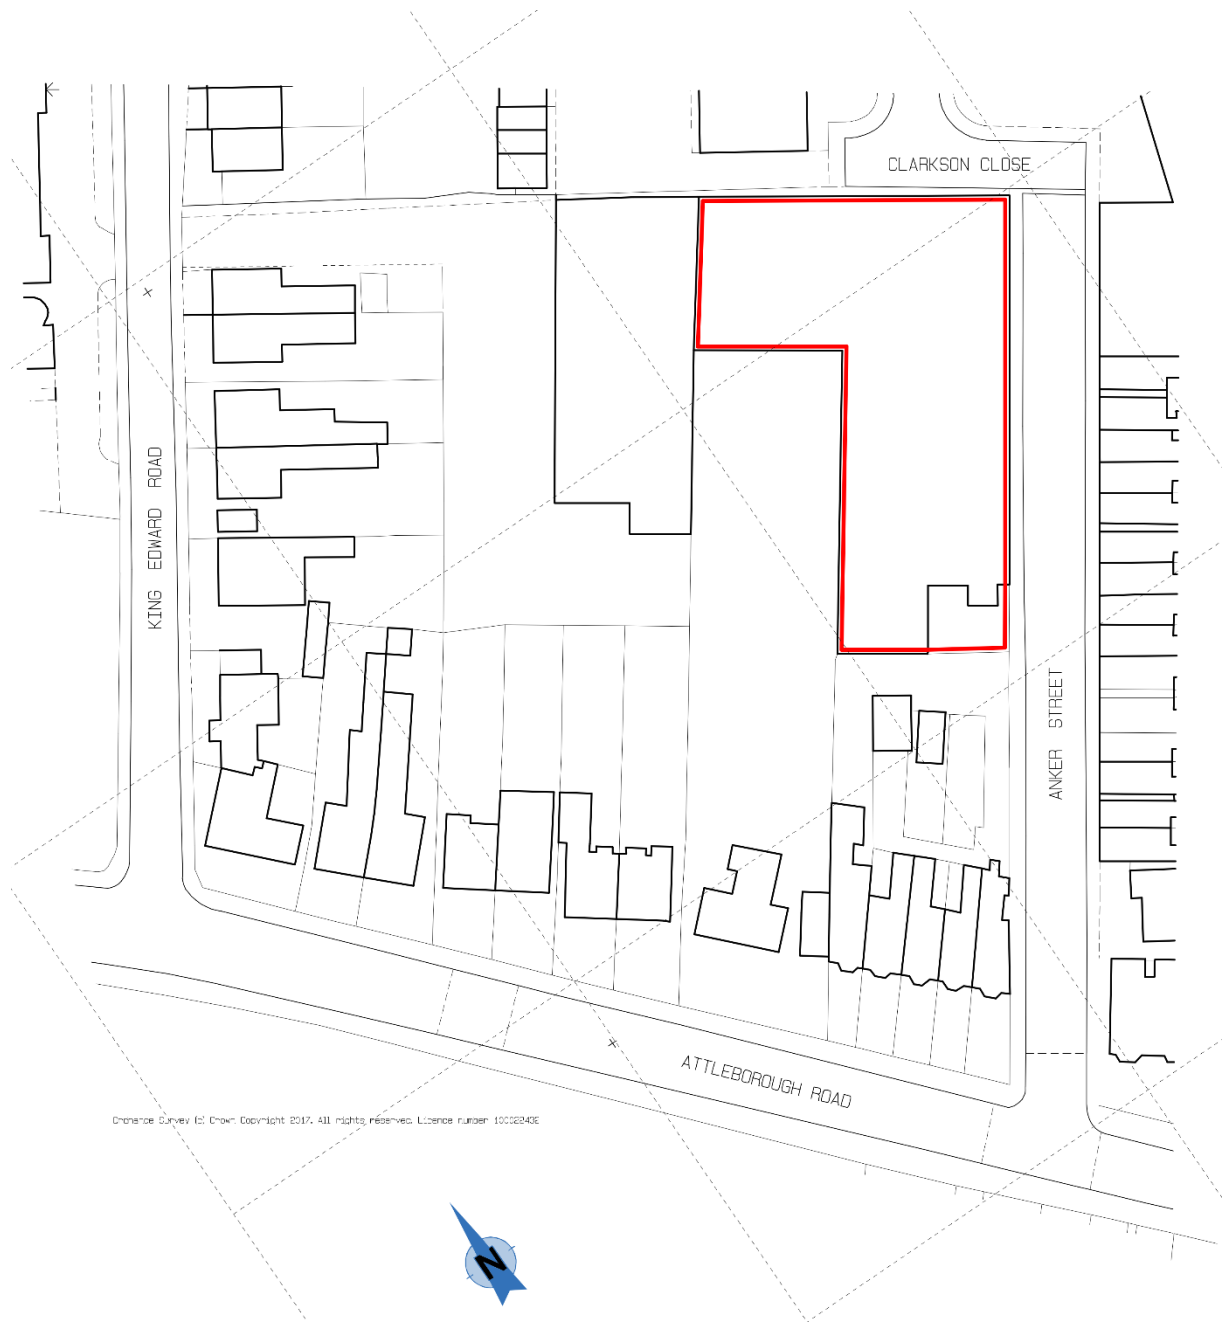 CLARKSON CLOSE
KING EDWARD ROAD
ANKER STREET
ATTLEBOROUGH ROAD
Ordnance Survey (c) Crown Copyright 2017. All rights reserved. Licence number 100022432
N